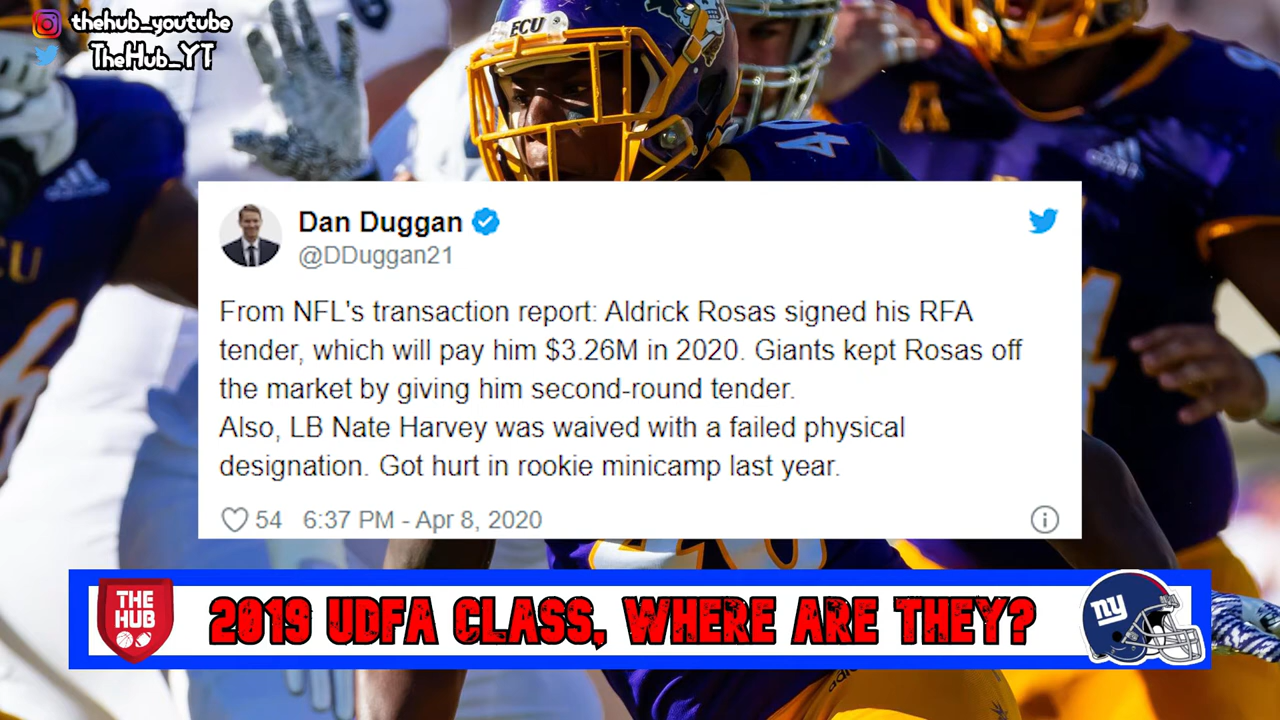 thehub_youtube
TheHub_YT
ECU
Dan Duggan
@DDuggan21
From NFL's transaction report: Aldrick Rosas signed his RFA
tender, which will pay him $3.26M in 2020. Giants kept Rosas off
the market by giving him second-round tender.
Also, LB Nate Harvey was waived with a failed physical
designation. Got hurt in rookie minicamp last year.
54 6:37 PM - Apr 8, 2020
THE
HUB
2019 UDFA CLASS, WHERE ARE THEY?
ny
adidas